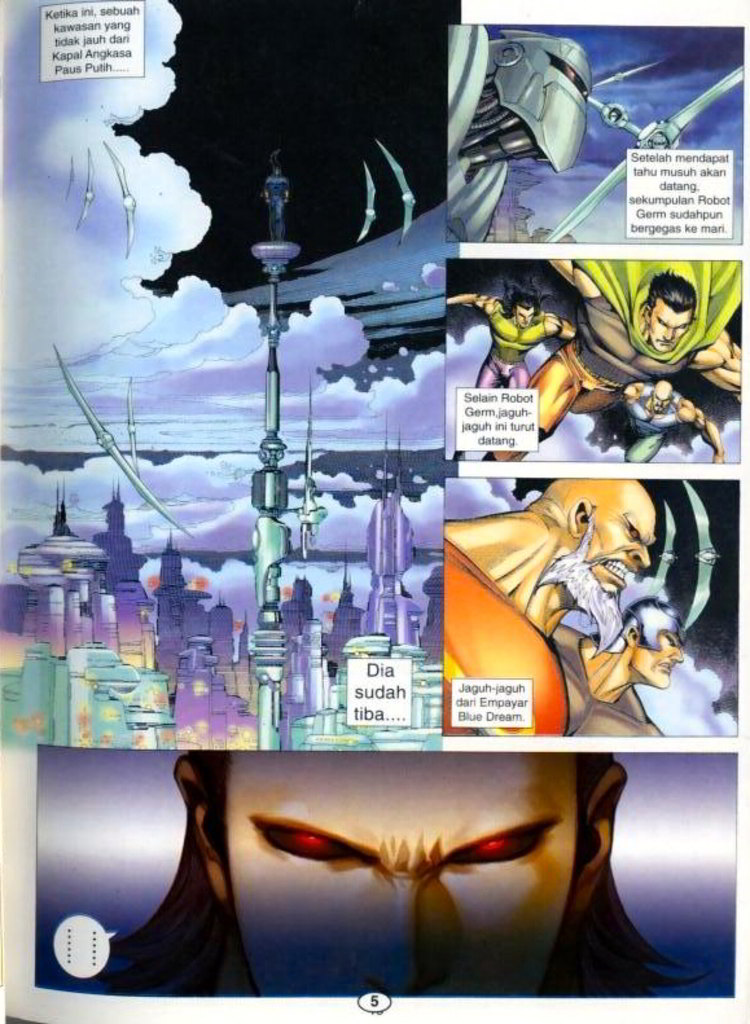 Ketika ini, sebuah
kawasan yang
tidak jauh dari
Kapal Angkasa
Paus Putih.....
Setelah mendapat
tahu musuh akan
datang,
sekumpulan Robot
Germ sudahpun
bergegas ke mari.
Selain Robot
Germ,jaguh-
jaguh ini turut
datang.
Dia
sudah
tiba....
Jaguh-jaguh
dari Empayar
Blue Dream.
5